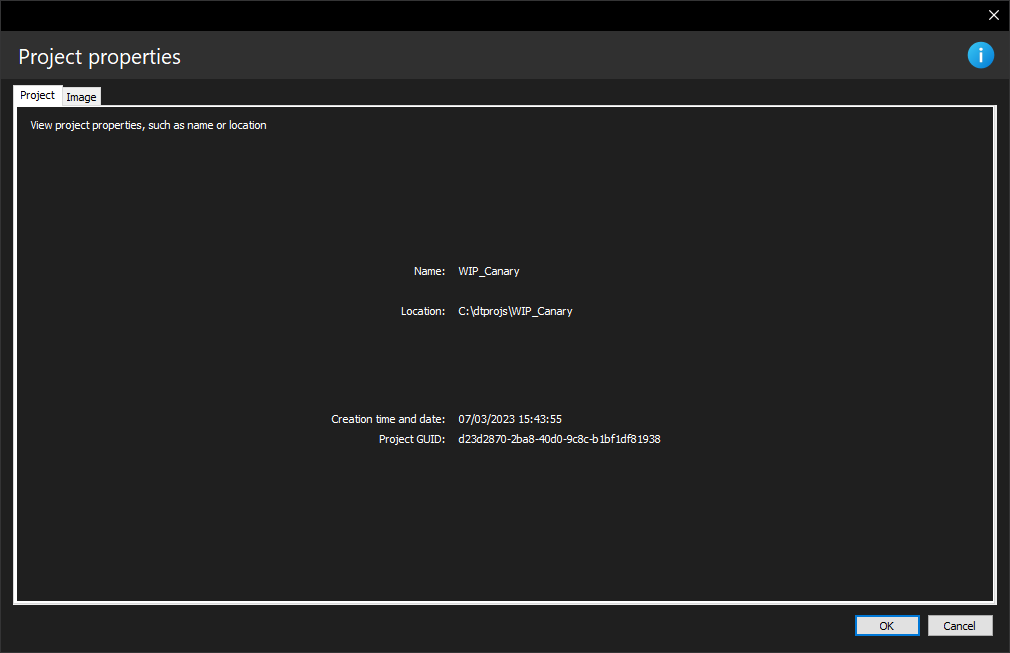 Project properties
i
Project Image
View project properties, such as name or location
Name: WIP_Canary
Location: C:\dtprojs\WIP_Canary
Creation time and date: 07/03/2023 15:43:55
Project GUID: d23d2870-2ba8-40d0-9c8c-b1bf1df81938
OK Cancel